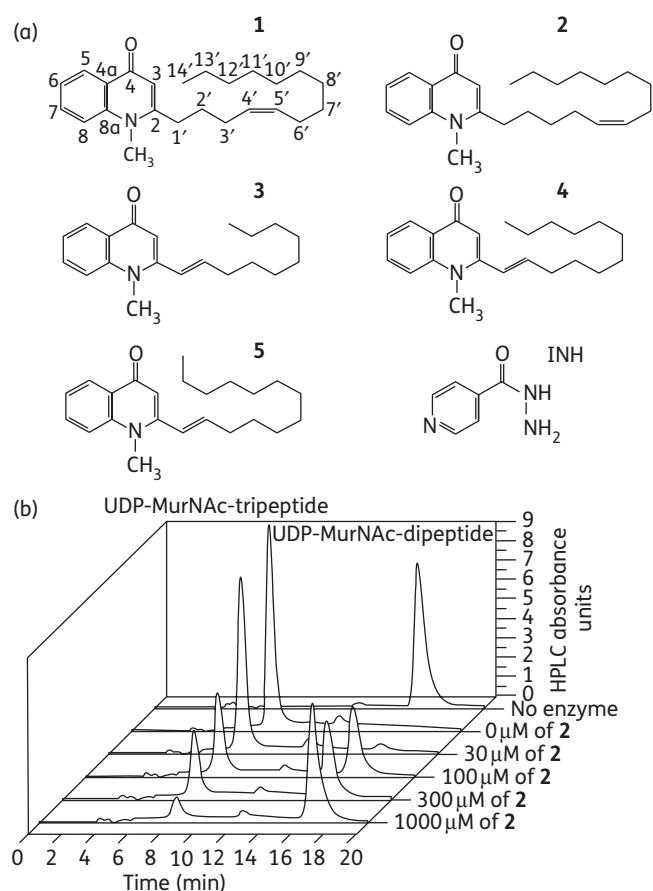 (a)
1
2
O
14′ 13′ 12′ 11′ 10′ 9′ 8′ 7′ 6′ 5′ 4′ 3′ 2′ 1′
5 4a 4 3 2 8a 8 7 6
N
CH3
O
N
CH3
3
4
O
N
CH3
O
N
CH3
5
O
N
CH3
INH
O
NH
NH2
N
(b)
UDP-MurNAc-tripeptide
UDP-MurNAc-dipeptide
9
8
7
6
5
4
3
2
1
0
HPLC absorbance
units
No enzyme
0 µM of 2
30 µM of 2
100 µM of 2
300 µM of 2
1000 µM of 2
0 2 4 6 8 10 12 14 16 18 20
Time (min)